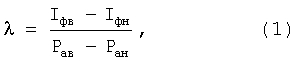 λ = (Iфв − Iфн) / (Pав − Pан) , (1)